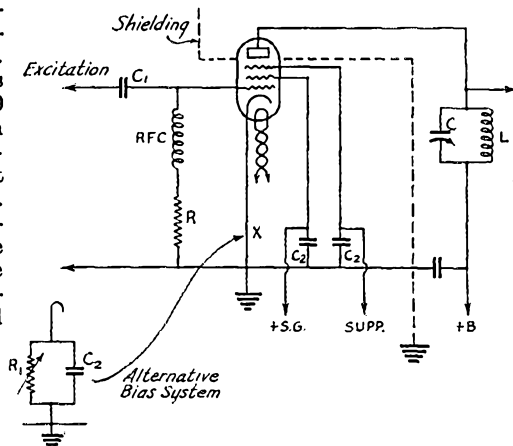 Shielding
Excitation
C₁
RFC
R
X
C₂
C₂
C
L
+S.G.
SUPP.
+B
R₁
C₂
Alternative
Bias System